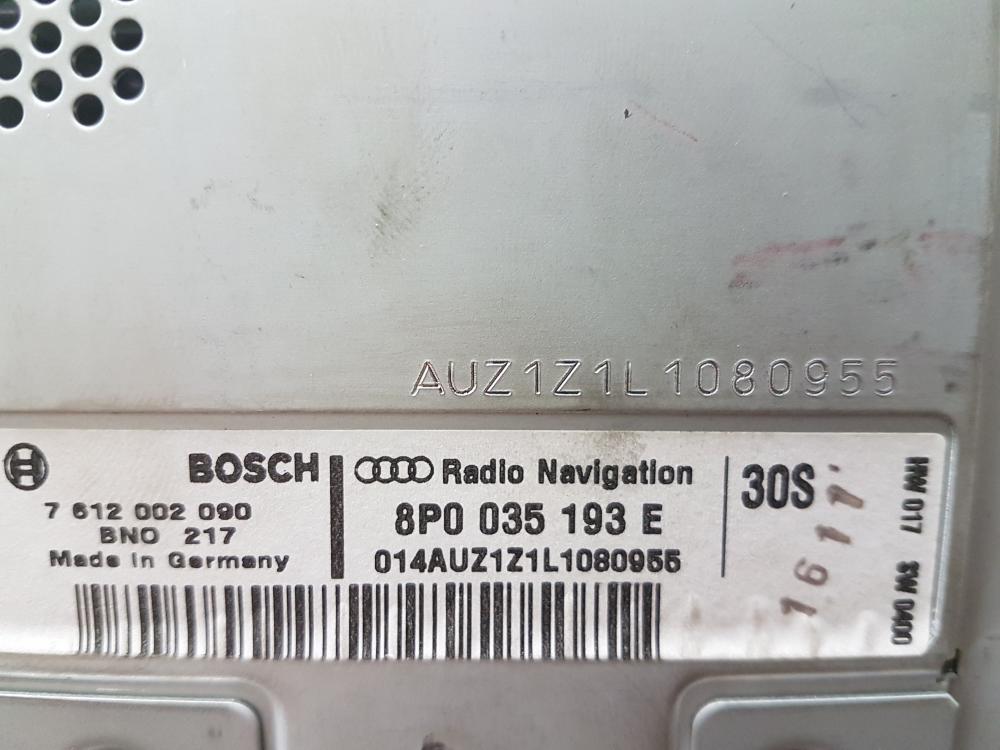 AUZ1Z1L1080955
BOSCH
7 612 002 090
BNO 217
Made in Germany
Radio Navigation
8P0 035 193 E
014AUZ1Z1L1080955
30S
HW 017 SW 0400